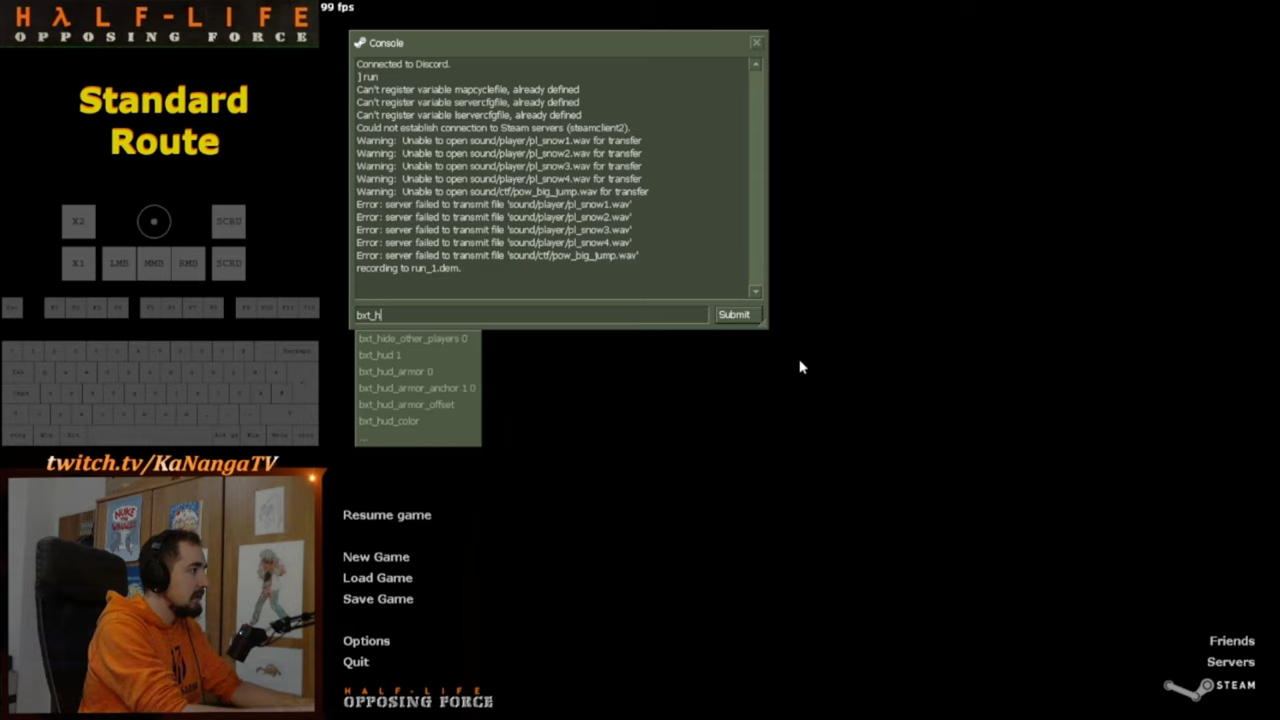 HλLF-LIFE
OPPOSING FORCE
99 fps
Standard
Route
X2
SCRU
X1
LMB
MMB
RMB
SCRD
twitch.tv/KaNangaTV
Console
Connected to Discord.
] run
Can't register variable mapcyclefile, already defined
Can't register variable servercfgfile, already defined
Can't register variable lservercfgfile, already defined
Could not establish connection to Steam servers (steamclient2).
Warning: Unable to open sound/player/pl_snow1.wav for transfer
Warning: Unable to open sound/player/pl_snow2.wav for transfer
Warning: Unable to open sound/player/pl_snow3.wav for transfer
Warning: Unable to open sound/player/pl_snow4.wav for transfer
Warning: Unable to open sound/ctf/pow_big_jump.wav for transfer
Error: server failed to transmit file 'sound/player/pl_snow1.wav'
Error: server failed to transmit file 'sound/player/pl_snow2.wav'
Error: server failed to transmit file 'sound/player/pl_snow3.wav'
Error: server failed to transmit file 'sound/player/pl_snow4.wav'
Error: server failed to transmit file 'sound/ctf/pow_big_jump.wav'
recording to run_1.dem.
bxt_h
Submit
bxt_hide_other_players 0
bxt_hud 1
bxt_hud_armor 0
bxt_hud_armor_anchor 1 0
bxt_hud_armor_offset
bxt_hud_color
...
Resume game
New Game
Load Game
Save Game
Options
Quit
HALF-LIFE
OPPOSING FORCE
Friends
Servers
STEAM